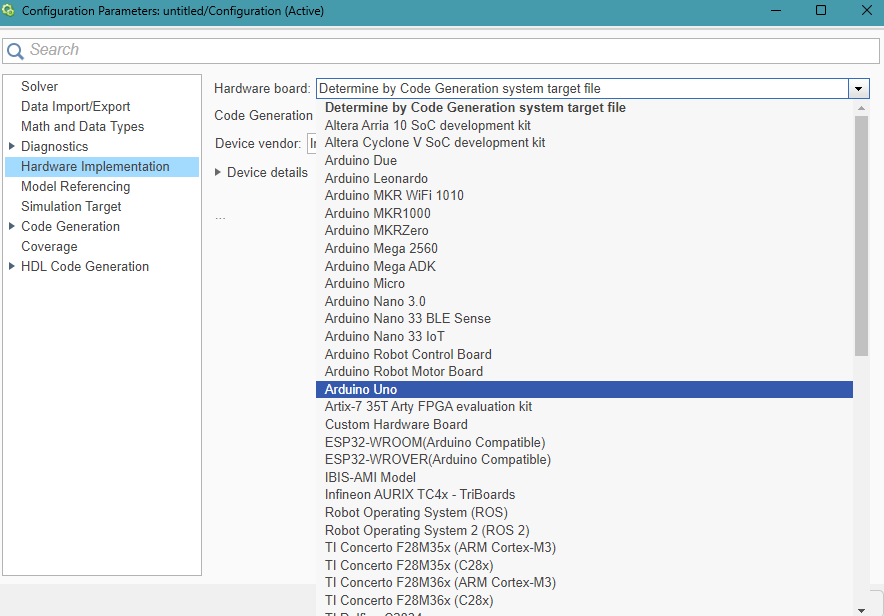 Configuration Parameters: untitled/Configuration (Active)
Search
Solver
Data Import/Export
Math and Data Types
Diagnostics
Hardware Implementation
Model Referencing
Simulation Target
Code Generation
Coverage
HDL Code Generation
Hardware board: Determine by Code Generation system target file
Code Generation
Device vendor:
Device details
...
Determine by Code Generation system target file
Altera Arria 10 SoC development kit
Altera Cyclone V SoC development kit
Arduino Due
Arduino Leonardo
Arduino MKR WiFi 1010
Arduino MKR1000
Arduino MKRZero
Arduino Mega 2560
Arduino Mega ADK
Arduino Micro
Arduino Nano 3.0
Arduino Nano 33 BLE Sense
Arduino Nano 33 IoT
Arduino Robot Control Board
Arduino Robot Motor Board
Arduino Uno
Artix-7 35T Arty FPGA evaluation kit
Custom Hardware Board
ESP32-WROOM(Arduino Compatible)
ESP32-WROVER(Arduino Compatible)
IBIS-AMI Model
Infineon AURIX TC4x - TriBoards
Robot Operating System (ROS)
Robot Operating System 2 (ROS 2)
TI Concerto F28M35x (ARM Cortex-M3)
TI Concerto F28M35x (C28x)
TI Concerto F28M36x (ARM Cortex-M3)
TI Concerto F28M36x (C28x)